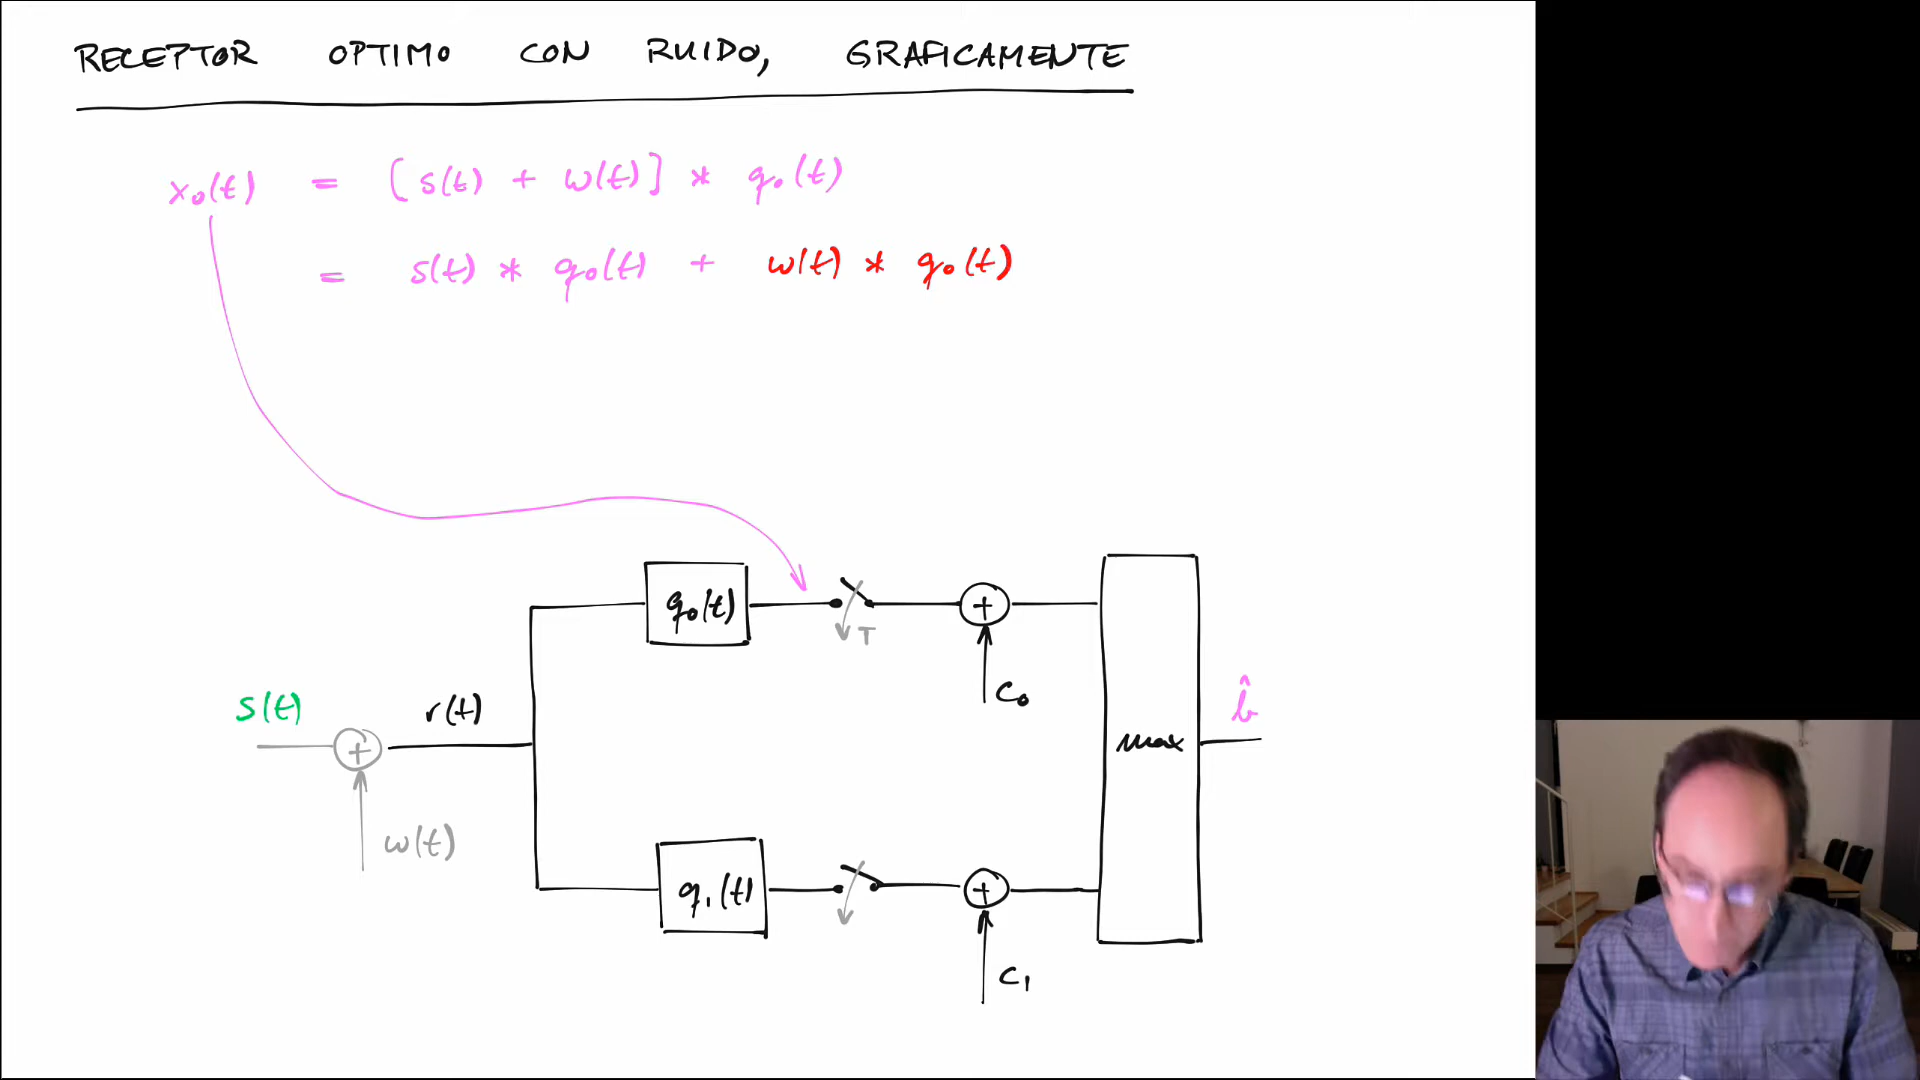 RECEPTOR OPTIMO CON RUIDO, GRAFICAMENTE
x₀(t) = [s(t) + w(t)] * q₀(t)
= s(t) * q₀(t) + w(t) * q₀(t)
q₀(t)
T
+
C₀
s(t)
r(t)
+
w(t)
max
b̂
q₁(t)
+
C₁